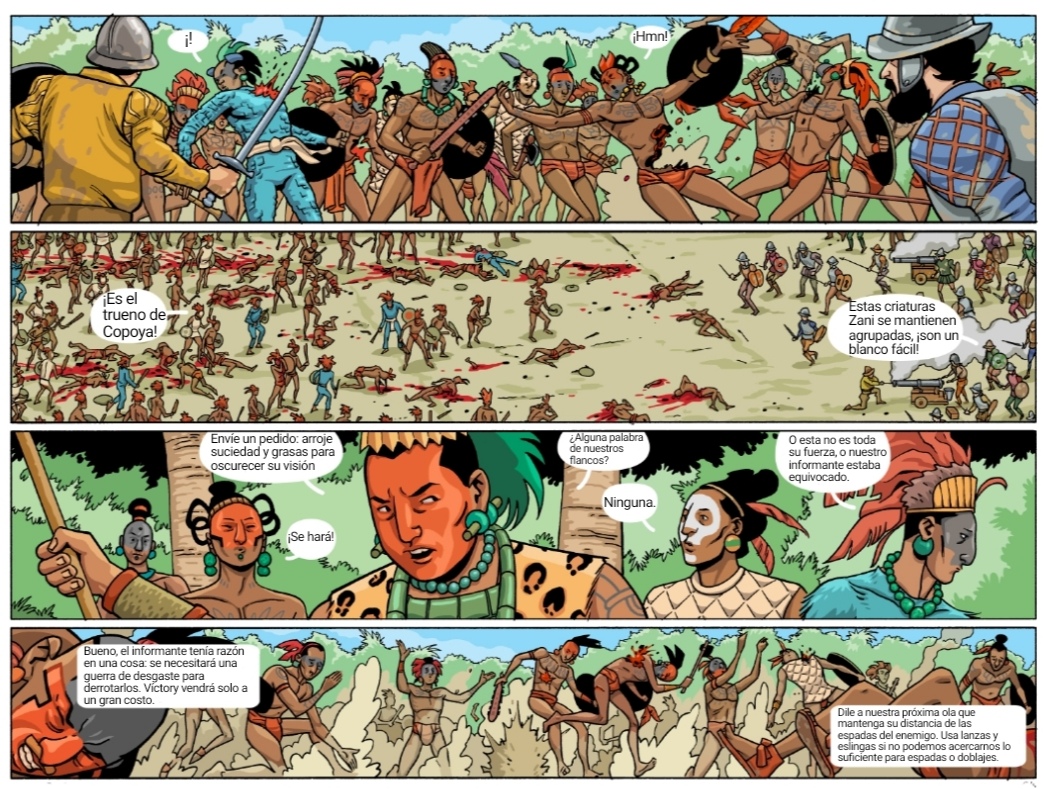 ¡!
¡Hmn!
¡Es el
trueno de
Copoya!
Estas criaturas
Zani se mantienen
agrupadas, ¡son un
blanco fácil!
Envíe un pedido: arroje
suciedad y grasas para
oscurecer su visión
¡Se hará!
¿Alguna palabra
de nuestros
flancos?
Ninguna.
O esta no es toda
su fuerza, o nuestro
informante estaba
equivocado.
Bueno, el informante tenía razón
en una cosa: se necesitará una
guerra de desgaste para
derrotarlos. Víctory vendrá solo a
un gran costo.
Dile a nuestra próxima ola que
mantenga su distancia de las
espadas del enemigo. Usa lanzas y
eslingas si no podemos acercarnos lo
suficiente para espadas o doblajes.